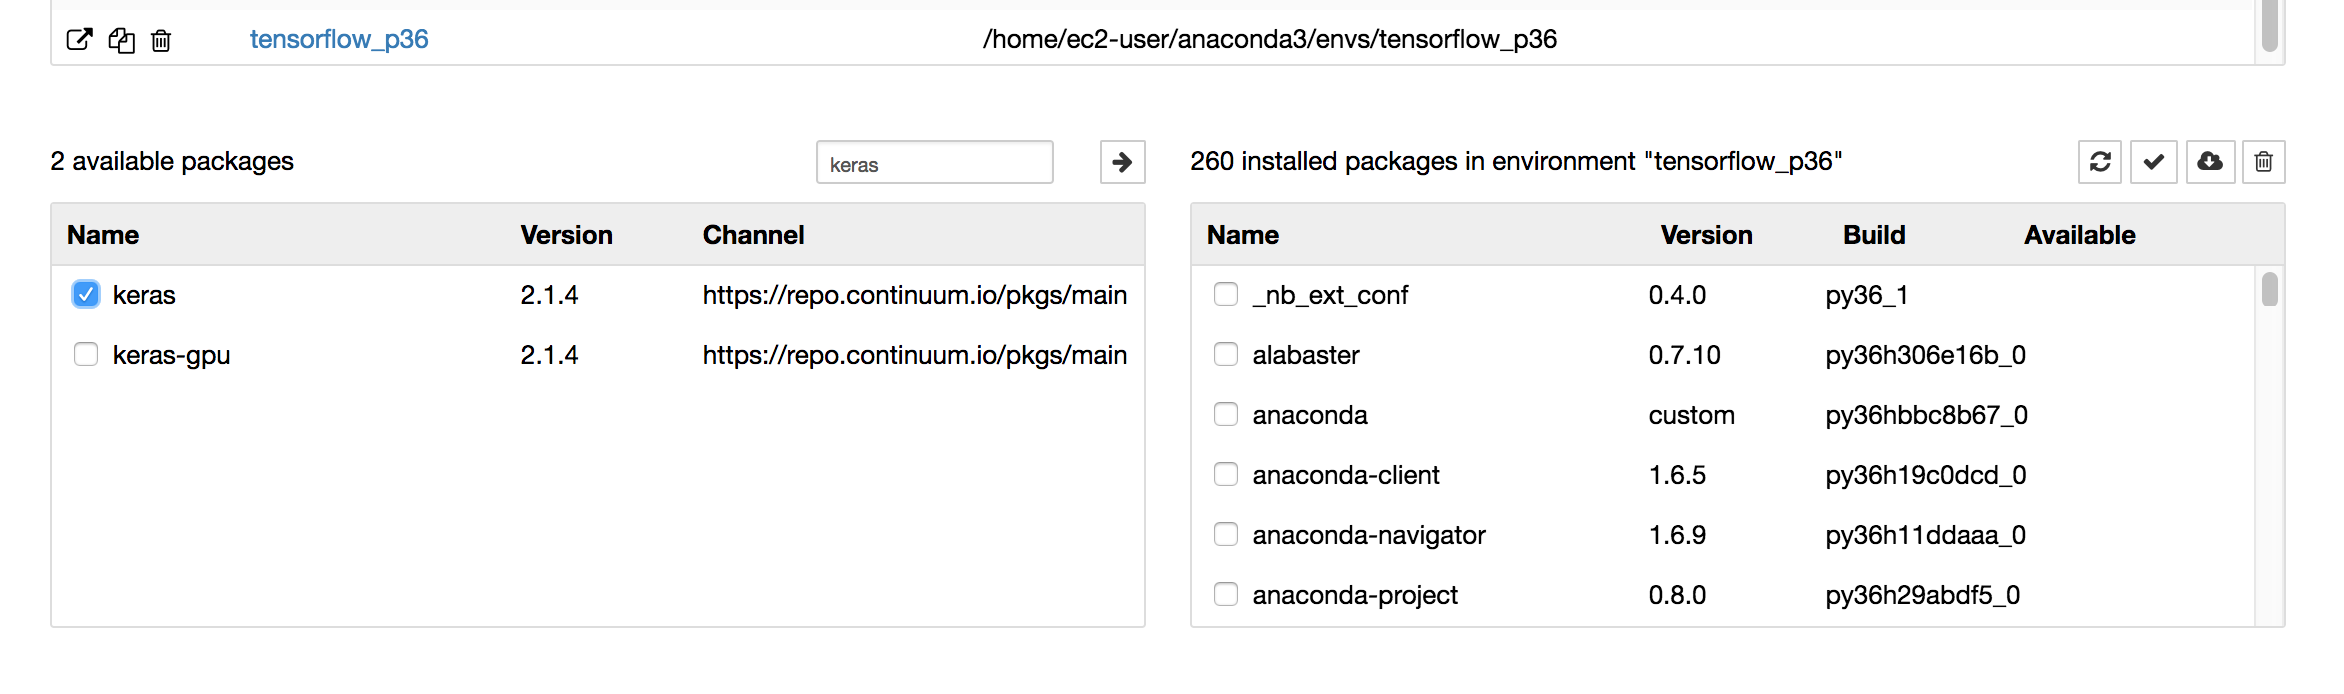 tensorflow_p36 /home/ec2-user/anaconda3/envs/tensorflow_p36
2 available packages keras
Name Version Channel
keras 2.1.4 https://repo.continuum.io/pkgs/main
keras-gpu 2.1.4 https://repo.continuum.io/pkgs/main
260 installed packages in environment "tensorflow_p36"
Name Version Build Available
_nb_ext_conf 0.4.0 py36_1
alabaster 0.7.10 py36h306e16b_0
anaconda custom py36hbbc8b67_0
anaconda-client 1.6.5 py36h19c0dcd_0
anaconda-navigator 1.6.9 py36h11ddaaa_0
anaconda-project 0.8.0 py36h29abdf5_0